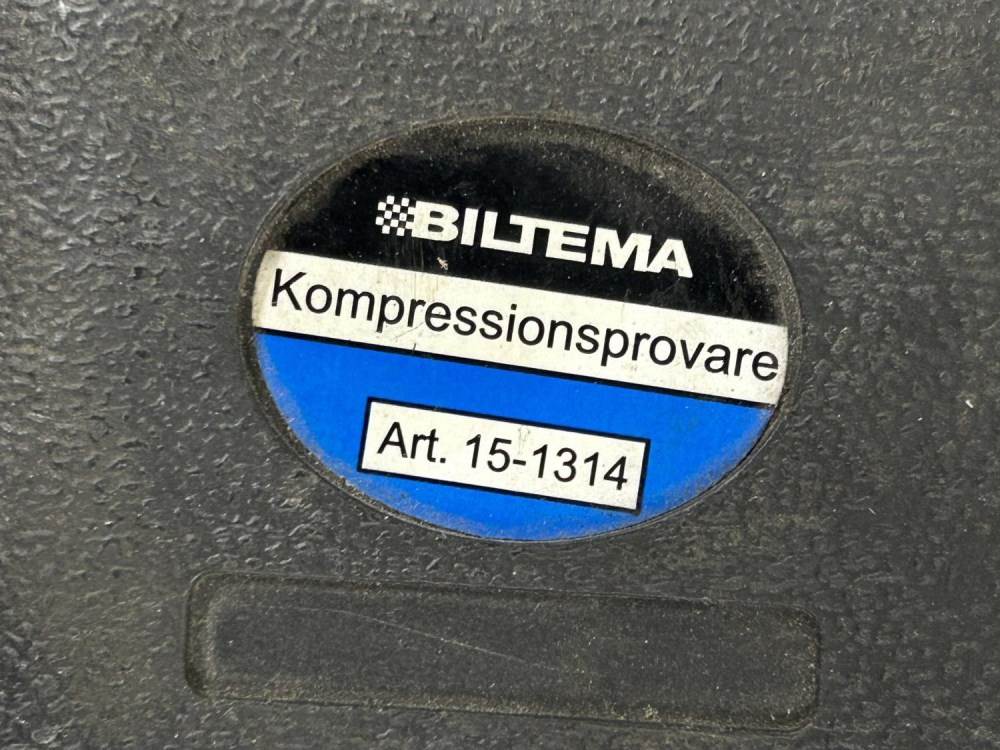 BILTEMA
Kompressionsprovare
Art. 15-1314